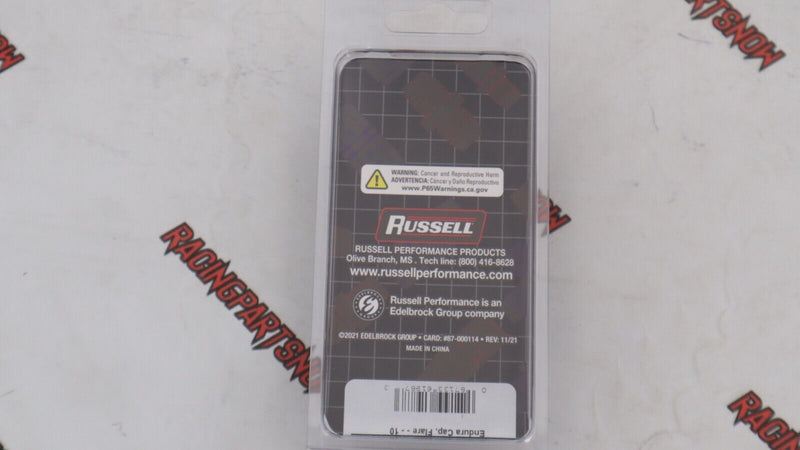 RACINGPARTSNOW
WARNING: Cancer and Reproductive Harm
ADVERTENCIA: Cáncer y Daño Reproductivo
www.P65Warnings.ca.gov
RUSSELL
RUSSELL PERFORMANCE PRODUCTS
Olive Branch, MS . Tech line: (800) 416-8628
www.russellperformance.com
Russell Performance is an
Edelbrock Group company
©2021 EDELBROCK GROUP • CARD: #87-000114 • REV: 11/21
MADE IN CHINA
RACINGPARTSNOW
Endura Cap, Flare - - 10